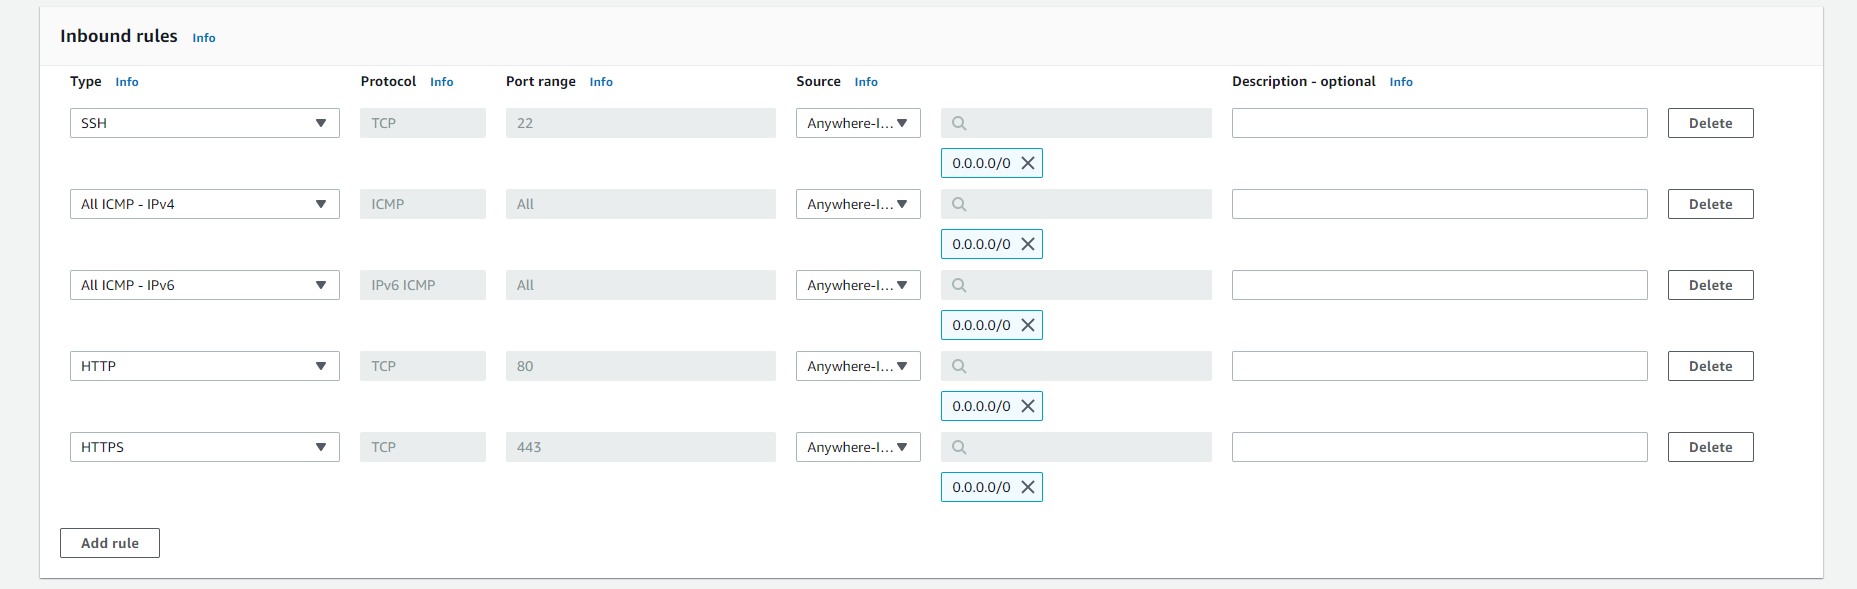 Inbound rules Info
Type Info Protocol Info Port range Info Source Info Description - optional Info
SSH TCP 22 Anywhere-I... Delete
0.0.0.0/0
All ICMP - IPv4 ICMP All Anywhere-I... Delete
0.0.0.0/0
All ICMP - IPv6 IPv6 ICMP All Anywhere-I... Delete
0.0.0.0/0
HTTP TCP 80 Anywhere-I... Delete
0.0.0.0/0
HTTPS TCP 443 Anywhere-I... Delete
0.0.0.0/0
Add rule